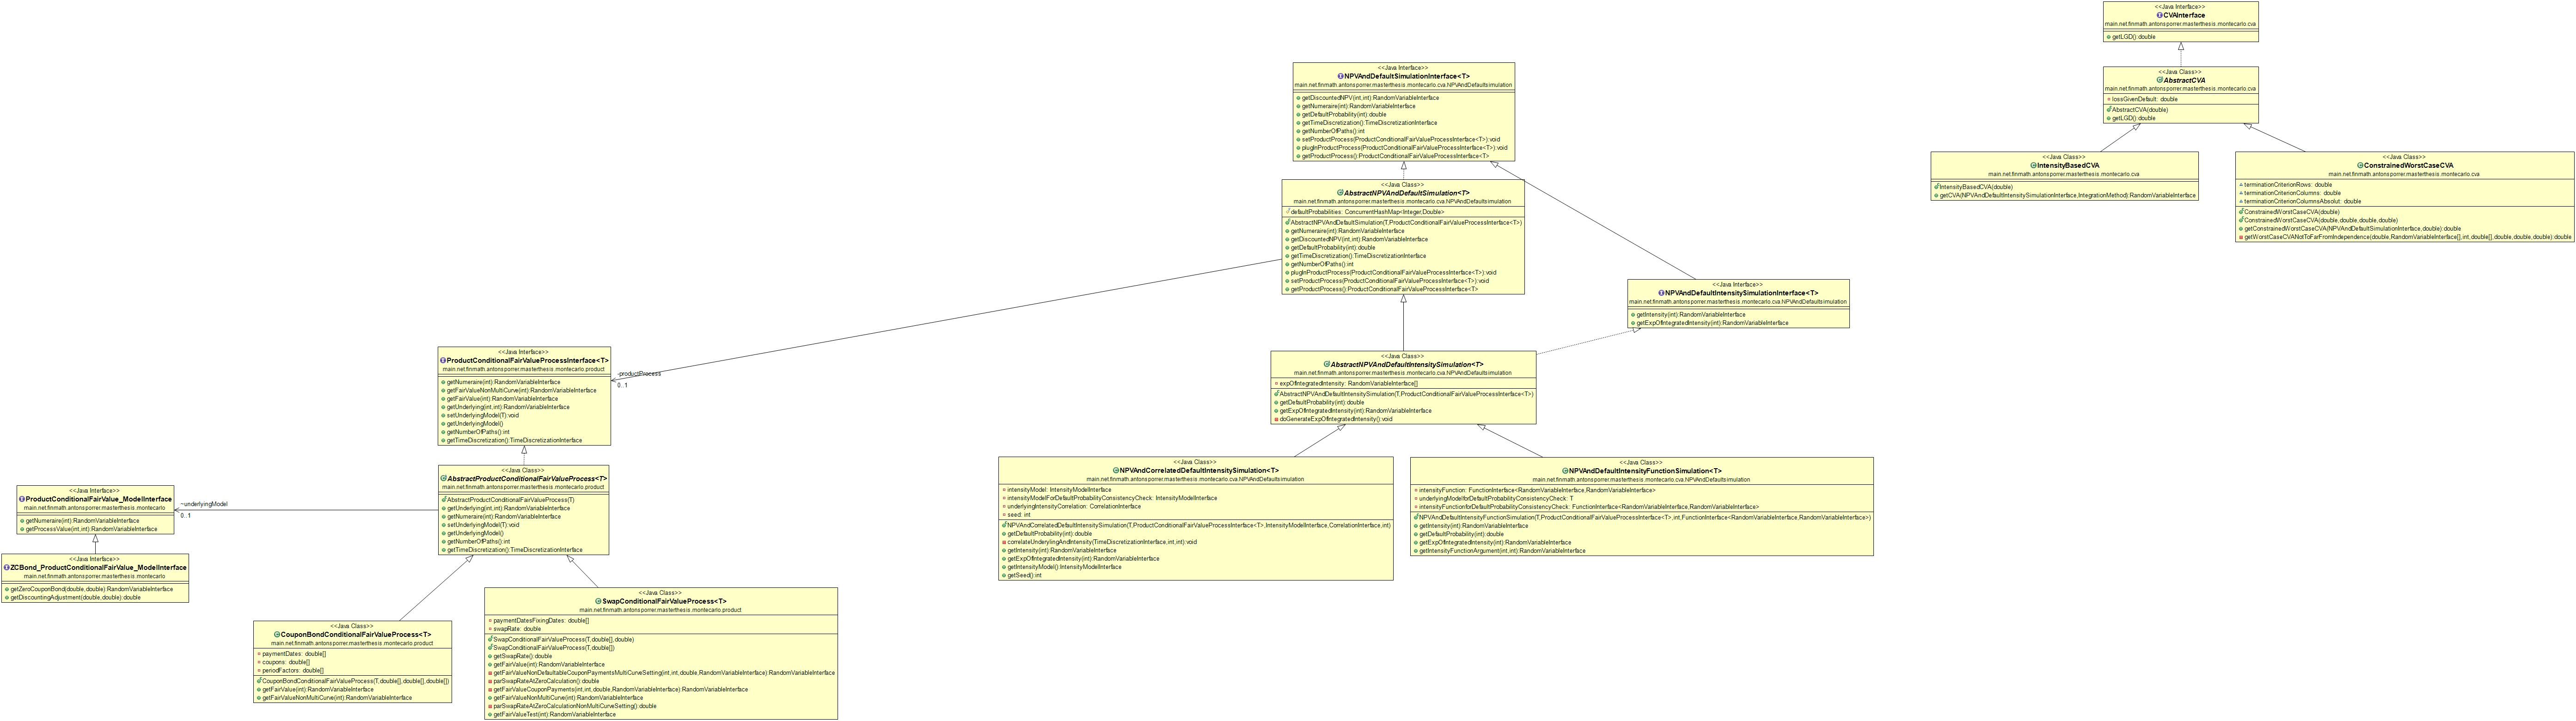 <<Java Interface>>
CVAInterface
main.net.finmath.antonsporrer.masterthesis.montecarlo.cva
getLGD():double
<<Java Class>>
AbstractCVA
main.net.finmath.antonsporrer.masterthesis.montecarlo.cva
lossGivenDefault: double
AbstractCVA(double)
getLGD():double
<<Java Class>>
IntensityBasedCVA
main.net.finmath.antonsporrer.masterthesis.montecarlo.cva
IntensityBasedCVA(double)
getCVA(NPVAndDefaultIntensitySimulationInterface,IntegrationMethod):RandomVariableInterface
<<Java Class>>
ConstrainedWorstCaseCVA
main.net.finmath.antonsporrer.masterthesis.montecarlo.cva
terminationCriterionRows: double
terminationCriterionColumns: double
terminationCriterionColumnsAbsolut: double
ConstrainedWorstCaseCVA(double)
ConstrainedWorstCaseCVA(double,double,double,double)
getConstrainedWorstCaseCVA(NPVAndDefaultSimulationInterface,double):double
getWorstCaseCVANotToFarFromIndependence(double,RandomVariableInterface[],int,double[],double,double,double):double
<<Java Interface>>
NPVAndDefaultSimulationInterface<T>
main.net.finmath.antonsporrer.masterthesis.montecarlo.cva.NPVAndDefaultsimulation
getDiscountedNPV(int,int):RandomVariableInterface
getNumeraire(int):RandomVariableInterface
getDefaultProbability(int):double
getTimeDiscretization():TimeDiscretizationInterface
getNumberOfPaths():int
setProductProcess(ProductConditionalFairValueProcessInterface<T>):void
plugInProductProcess(ProductConditionalFairValueProcessInterface<T>):void
getProductProcess():ProductConditionalFairValueProcessInterface<T>
<<Java Class>>
AbstractNPVAndDefaultSimulation<T>
main.net.finmath.antonsporrer.masterthesis.montecarlo.cva.NPVAndDefaultsimulation
defaultProbabilities: ConcurrentHashMap<Integer,Double>
AbstractNPVAndDefaultSimulation(T,ProductConditionalFairValueProcessInterface<T>)
getNumeraire(int):RandomVariableInterface
getDiscountedNPV(int,int):RandomVariableInterface
getDefaultProbability(int):double
getTimeDiscretization():TimeDiscretizationInterface
getNumberOfPaths():int
plugInProductProcess(ProductConditionalFairValueProcessInterface<T>):void
setProductProcess(ProductConditionalFairValueProcessInterface<T>):void
getProductProcess():ProductConditionalFairValueProcessInterface<T>
<<Java Interface>>
NPVAndDefaultIntensitySimulationInterface<T>
main.net.finmath.antonsporrer.masterthesis.montecarlo.cva.NPVAndDefaultsimulation
getIntensity(int):RandomVariableInterface
getExpOfIntegratedIntensity(int):RandomVariableInterface
<<Java Class>>
AbstractNPVAndDefaultIntensitySimulation<T>
main.net.finmath.antonsporrer.masterthesis.montecarlo.cva.NPVAndDefaultsimulation
expOfIntegratedIntensity: RandomVariableInterface[]
AbstractNPVAndDefaultIntensitySimulation(T,ProductConditionalFairValueProcessInterface<T>)
getDefaultProbability(int):double
getExpOfIntegratedIntensity(int):RandomVariableInterface
doGenerateExpOfIntegratedIntensity():void
<<Java Class>>
NPVAndCorrelatedDefaultIntensitySimulation<T>
main.net.finmath.antonsporrer.masterthesis.montecarlo.cva.NPVAndDefaultsimulation
intensityModel: IntensityModelInterface
intensityModelForDefaultProbabilityConsistencyCheck: IntensityModelInterface
underlyingIntensityCorrelation: CorrelationInterface
seed: int
NPVAndCorrelatedDefaultIntensitySimulation(T,ProductConditionalFairValueProcessInterface<T>,IntensityModelInterface,CorrelationInterface,int)
getDefaultProbability(int):double
correlateUnderylingAndIntensity(TimeDiscretizationInterface,int,int):void
getIntensity(int):RandomVariableInterface
getExpOfIntegratedIntensity(int):RandomVariableInterface
getIntensityModel():IntensityModelInterface
getSeed():int
<<Java Class>>
NPVAndDefaultIntensityFunctionSimulation<T>
main.net.finmath.antonsporrer.masterthesis.montecarlo.cva.NPVAndDefaultsimulation
intensityFunction: FunctionInterface<RandomVariableInterface,RandomVariableInterface>
underlyingModelforDefaultProbabilityConsistencyCheck: T
intensityFunctionforDefaultProbabilityConsistencyCheck: FunctionInterface<RandomVariableInterface,RandomVariableInterface>
NPVAndDefaultIntensityFunctionSimulation(T,ProductConditionalFairValueProcessInterface<T>,int,FunctionInterface<RandomVariableInterface,RandomVariableInterface>)
getIntensity(int):RandomVariableInterface
getDefaultProbability(int):double
getExpOfIntegratedIntensity(int):RandomVariableInterface
getIntensityFunctionArgument(int,int):RandomVariableInterface
<<Java Interface>>
ProductConditionalFairValueProcessInterface<T>
main.net.finmath.antonsporrer.masterthesis.montecarlo.product
getNumeraire(int):RandomVariableInterface
getFairValueNonMultiCurve(int):RandomVariableInterface
getFairValue(int):RandomVariableInterface
getUnderlying(int,int):RandomVariableInterface
setUnderlyingModel(T):void
getUnderlyingModel()
getNumberOfPaths():int
getTimeDiscretization():TimeDiscretizationInterface
-productProcess
0..1
<<Java Class>>
AbstractProductConditionalFairValueProcess<T>
main.net.finmath.antonsporrer.masterthesis.montecarlo.product
AbstractProductConditionalFairValueProcess(T)
getUnderlying(int,int):RandomVariableInterface
getNumeraire(int):RandomVariableInterface
setUnderlyingModel(T):void
getUnderlyingModel()
getNumberOfPaths():int
getTimeDiscretization():TimeDiscretizationInterface
<<Java Interface>>
ProductConditionalFairValue_ModelInterface
main.net.finmath.antonsporrer.masterthesis.montecarlo
getNumeraire(int):RandomVariableInterface
getProcessValue(int,int):RandomVariableInterface
~underlyingModel
0..1
<<Java Interface>>
ZCBond_ProductConditionalFairValue_ModelInterface
main.net.finmath.antonsporrer.masterthesis.montecarlo
getZeroCouponBond(double,double):RandomVariableInterface
getDiscountingAdjustment(double,double):double
<<Java Class>>
CouponBondConditionalFairValueProcess<T>
main.net.finmath.antonsporrer.masterthesis.montecarlo.product
paymentDates: double[]
coupons: double[]
periodFactors: double[]
CouponBondConditionalFairValueProcess(T,double[],double[],double[])
getFairValue(int):RandomVariableInterface
getFairValueNonMultiCurve(int):RandomVariableInterface
<<Java Class>>
SwapConditionalFairValueProcess<T>
main.net.finmath.antonsporrer.masterthesis.montecarlo.product
paymentDatesFixingDates: double[]
swapRate: double
SwapConditionalFairValueProcess(T,double[],double)
SwapConditionalFairValueProcess(T,double[])
getSwapRate():double
getFairValue(int):RandomVariableInterface
getFairValueNonDefaultableCouponPaymentsMultiCurveSetting(int,int,double,RandomVariableInterface):RandomVariableInterface
parSwapRateAtZeroCalculation():double
getFairValueCouponPayments(int,int,double,RandomVariableInterface):RandomVariableInterface
getFairValueNonMultiCurve(int):RandomVariableInterface
parSwapRateAtZeroCalculationNonMultiCurveSetting():double
getFairValueTest(int):RandomVariableInterface